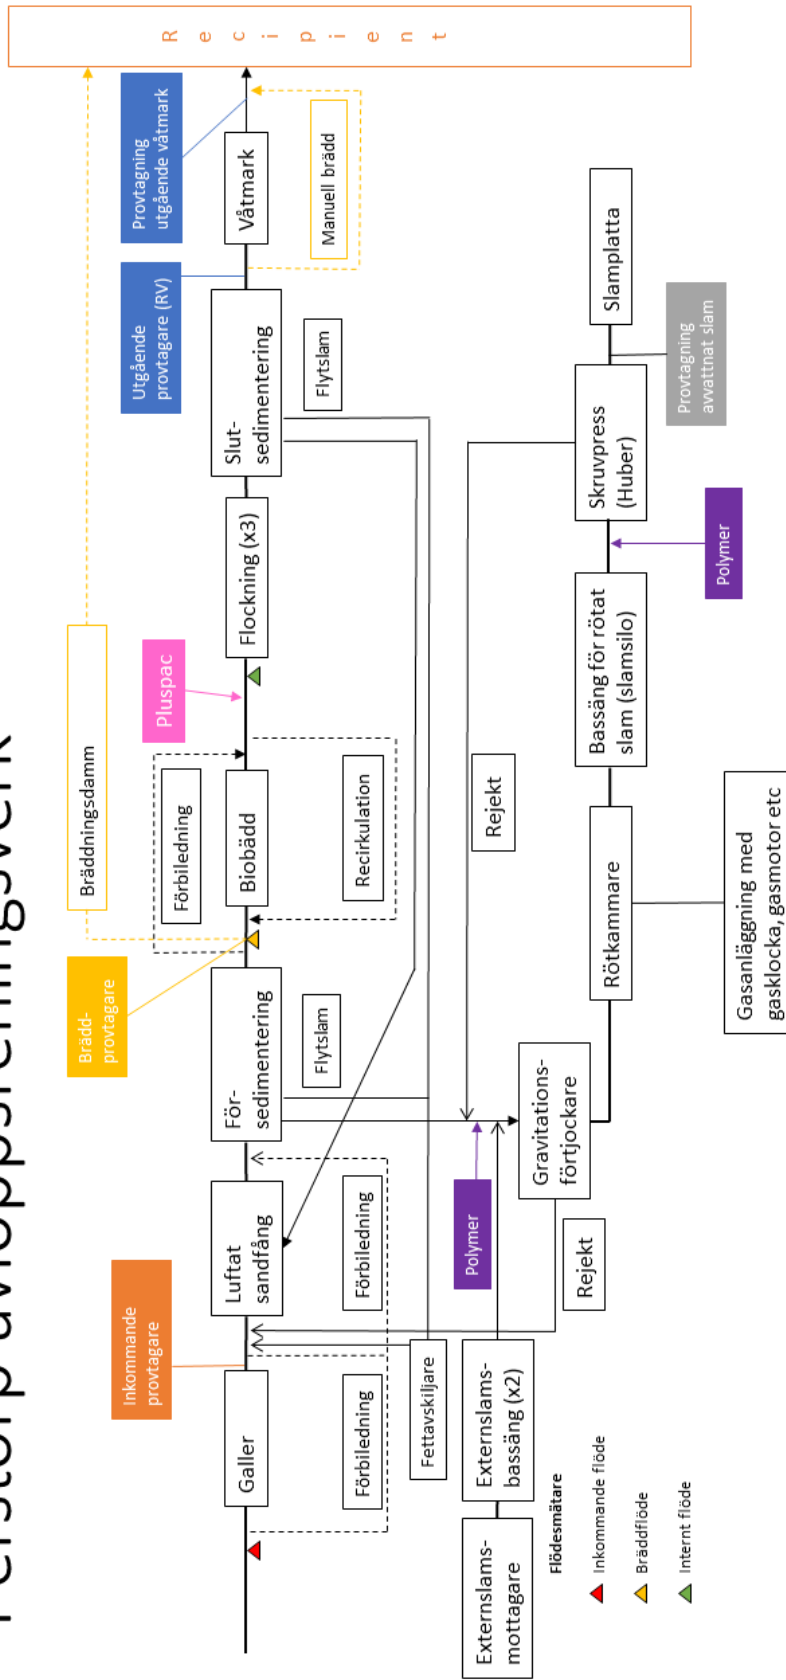 Perstorp avloppsreningsverk
Brädd-
provtagare
Bräddningsdamm
Inkommande
provtagare
Förbiledning
Pluspac
Utgående
provtagare (RV)
Provtagning
utgående våtmark
Recipient
Galler
Luftat
sandfång
För-
sedimentering
Biobädd
Flockning (x3)
Slut-
sedimentering
Våtmark
Förbiledning
Förbiledning
Flytslam
Recirkulation
Flytslam
Manuell brädd
Fettavskiljare
Polymer
Rejekt
Externslams-
mottagare
Externslams-
bassäng (x2)
Rejekt
Gravitations-
förtjockare
Rötkammare
Bassäng för rötat
slam (slamsilo)
Skruvpress
(Huber)
Slamplatta
Polymer
Provtagning
avvattnat slam
Gasanläggning med
gasklocka, gasmotor etc
Flödesmätare
Inkommande flöde
Bräddflöde
Internt flöde